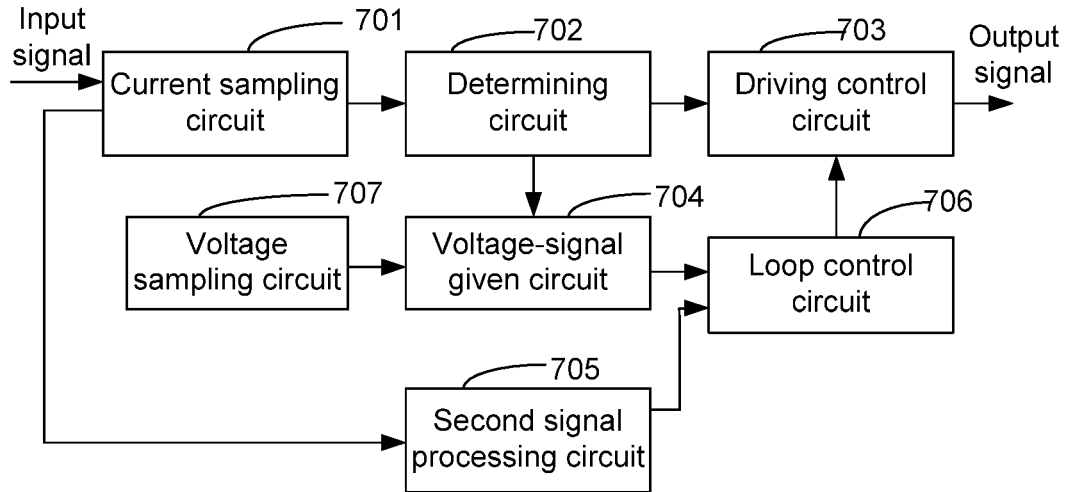 Input
signal
701
Current sampling
circuit
702
Determining
circuit
703
Driving control
circuit
Output
signal
707
Voltage
sampling circuit
704
Voltage-signal
given circuit
706
Loop control
circuit
705
Second signal
processing circuit